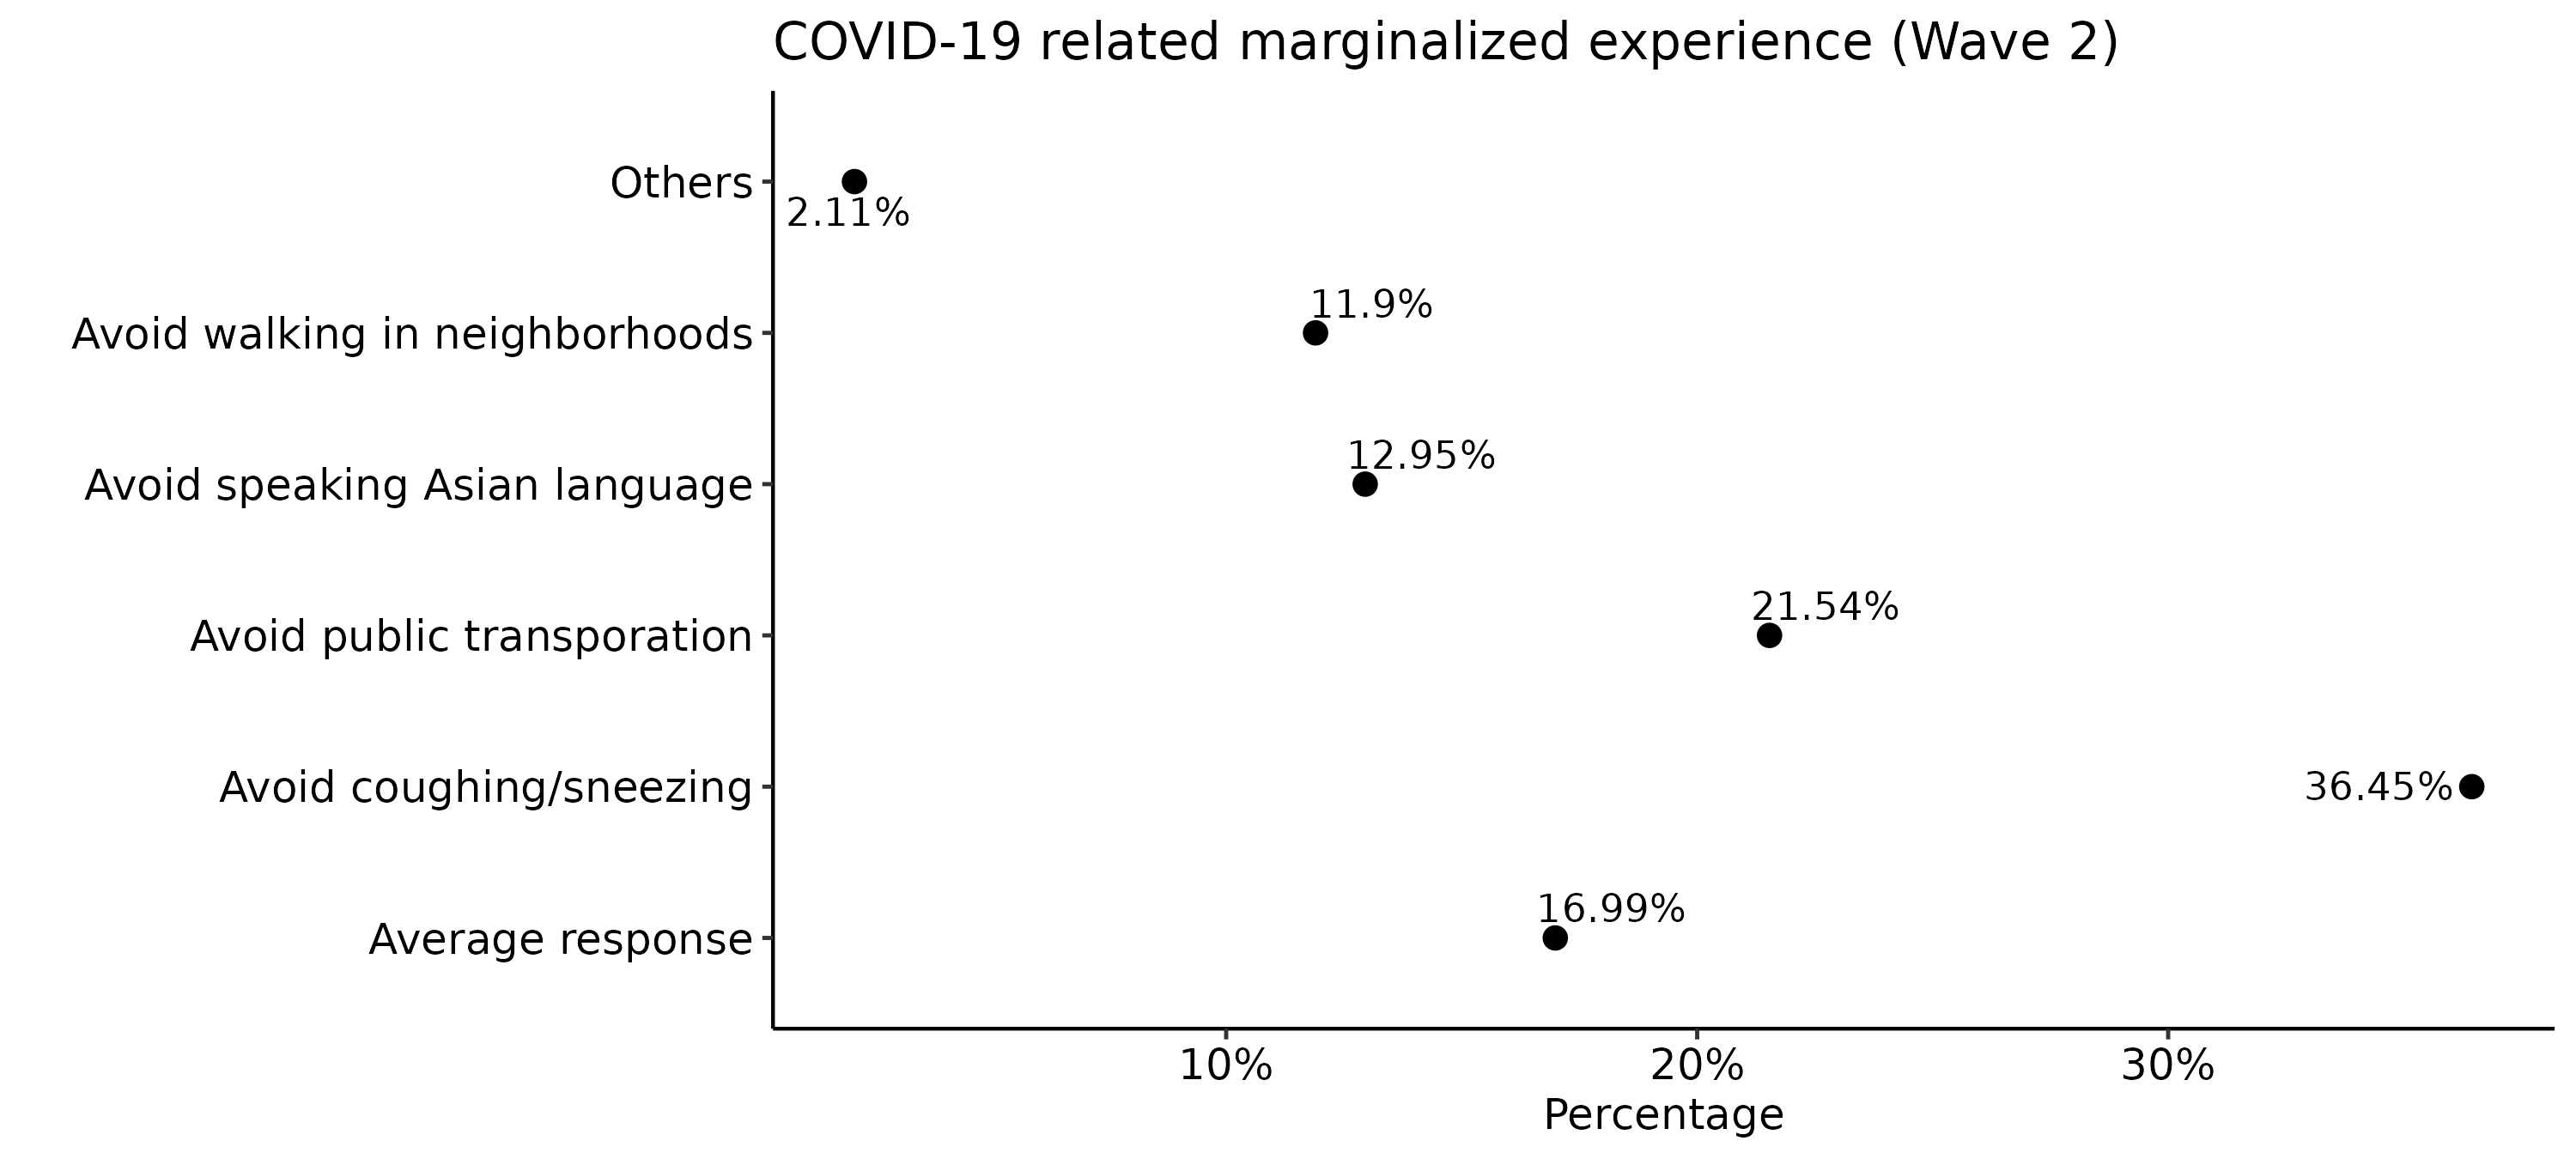 COVID-19 related marginalized experience (Wave 2)
Others
2.11%
Avoid walking in neighborhoods
11.9%
Avoid speaking Asian language
12.95%
Avoid public transporation
21.54%
Avoid coughing/sneezing
36.45%
Average response
16.99%
10% 20% 30%
Percentage